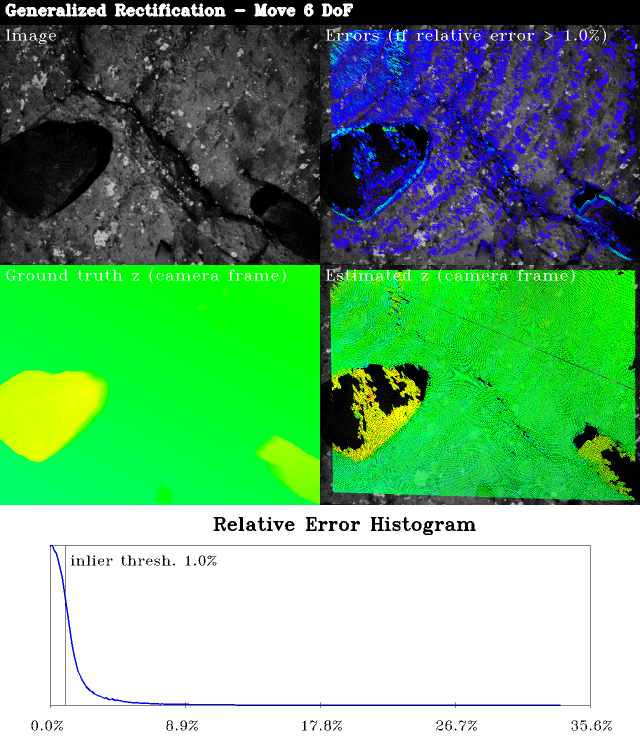 Generalized Rectification - Move 6 DoF
Image
Errors (if relative error > 1.0%)
Ground truth z (camera frame)
Estimated z (camera frame)
Relative Error Histogram
inlier thresh. 1.0%
0.0% 8.9% 17.8% 26.7% 35.6%